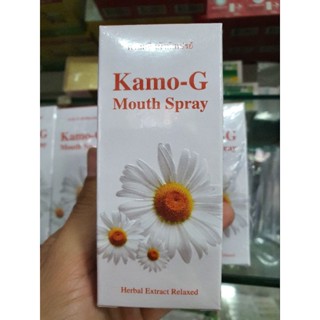 Kamo-G
Mouth Spray
Herbal Extract Relaxed